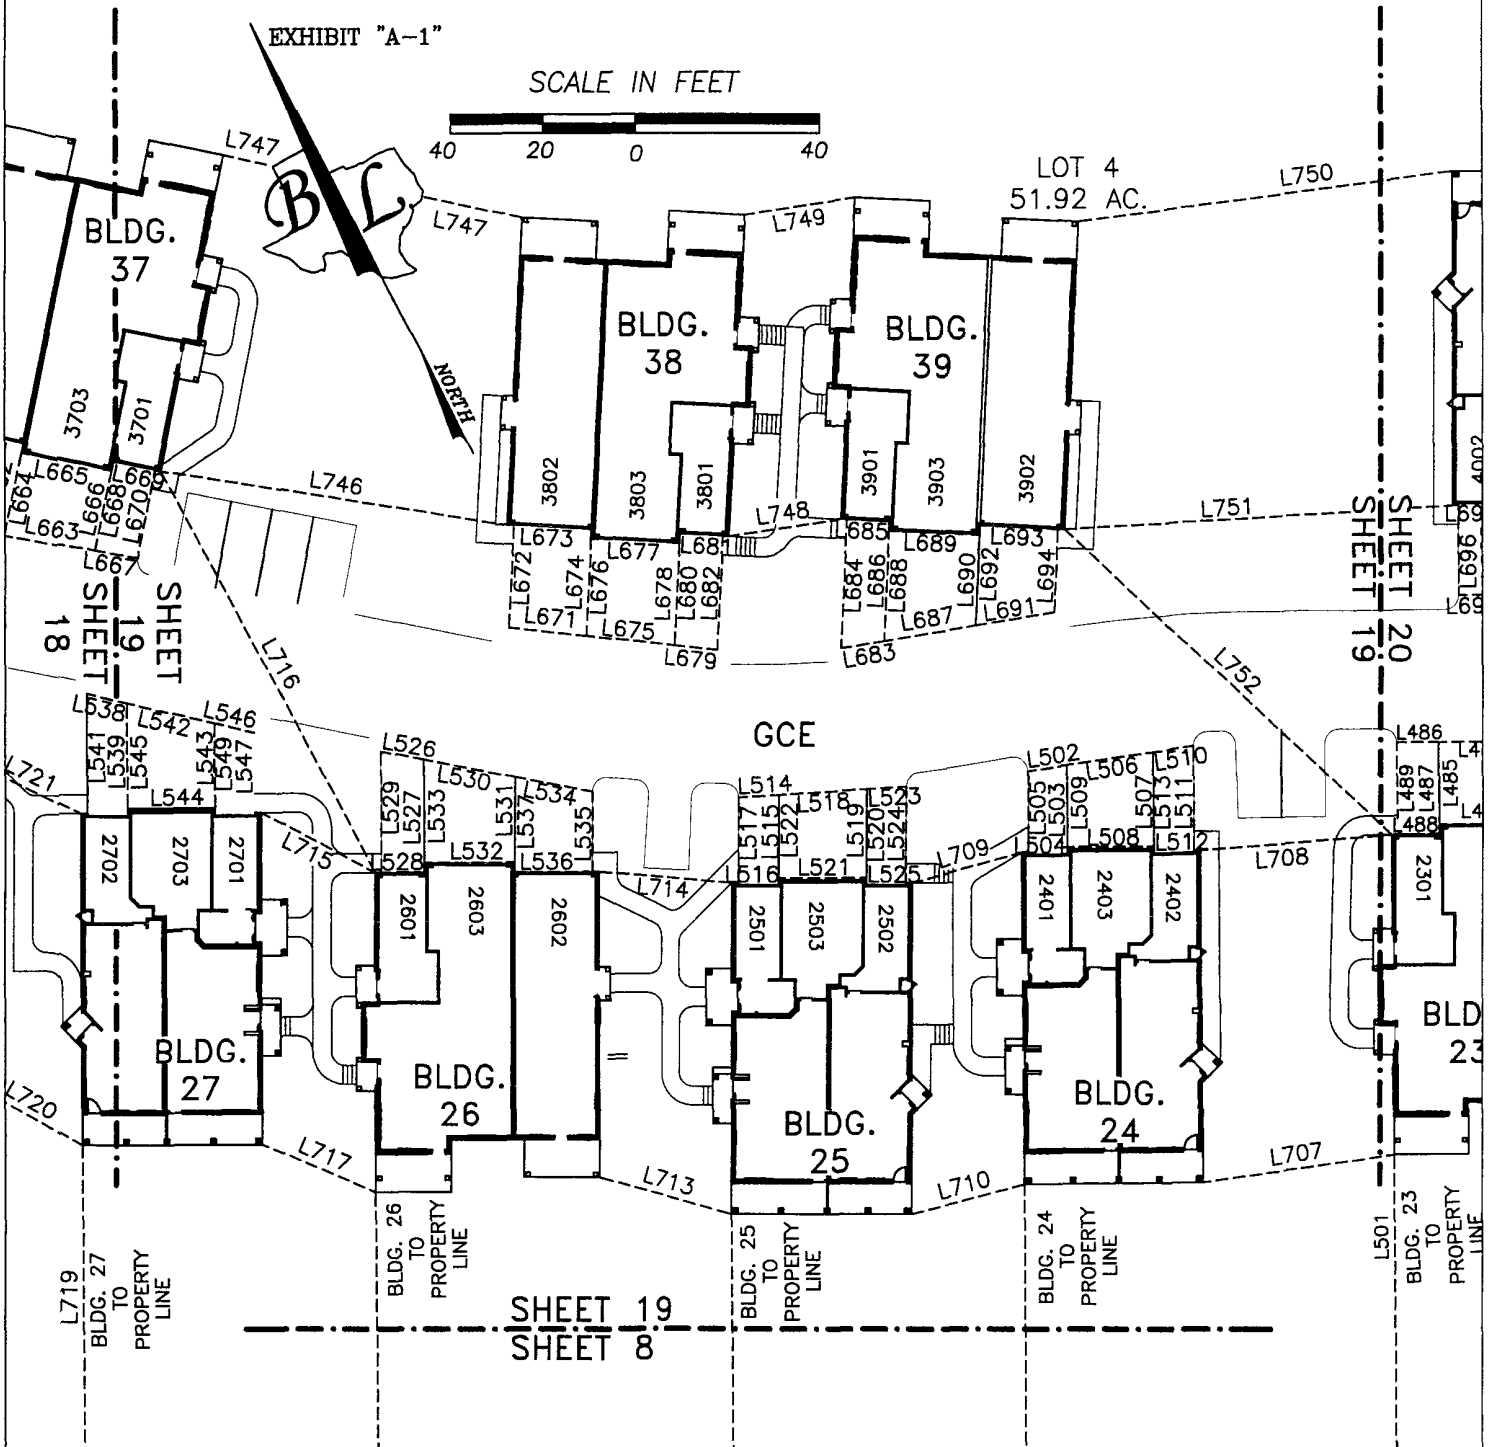 EXHIBIT "A-1"
SCALE IN FEET
40 20 0 40
LOT 4
51.92 AC.
B L
NORTH
L747
L747
L749
L750
BLDG.
37
BLDG.
38
BLDG.
39
3703
3701
3802
3803
3801
3901
3903
3902
4002
L665
L669
L746
L748
L751
L664
L663
L666
L668
L670
L667
L673
L677
L681
L685
L689
L693
L672
L674
L676
L678
L680
L682
L684
L686
L688
L690
L692
L694
L696
L671
L675
L679
L683
L687
L691
SHEET
18
SHEET
19
SHEET
20
SHEET
19
L716
L752
GCE
L538
L542
L546
L541
L539
L545
L543
L549
L547
L721
L544
L715
L526
L530
L534
L529
L527
L533
L531
L537
L535
L528
L532
L536
L714
L514
L518
L523
L517
L515
L522
L519
L520
L524
L516
L521
L525
L709
L502
L506
L510
L505
L503
L509
L507
L513
L511
L504
L508
L512
L708
L486
L489
L487
L485
L488
2702
2703
2701
2601
2603
2602
2501
2503
2502
2401
2403
2402
2301
BLDG.
27
BLDG.
26
BLDG.
25
BLDG.
24
BLD
23
L720
L717
L713
L710
L707
L719
BLDG. 27
TO
PROPERTY
LINE
BLDG. 26
TO
PROPERTY
LINE
BLDG. 25
TO
PROPERTY
LINE
BLDG. 24
TO
PROPERTY
LINE
L501
BLDG. 23
TO
PROPERTY
LINE
SHEET 19
SHEET 8